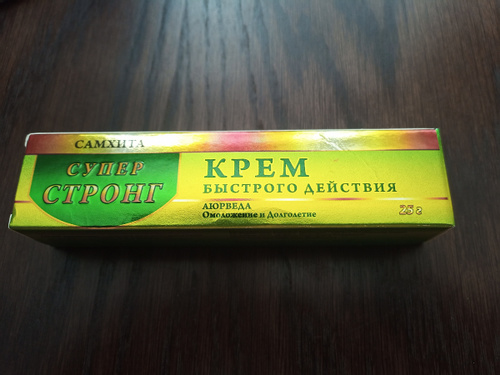 САМХИТА
СУПЕР
СТРОНГ
КРЕМ
БЫСТРОГО ДЕЙСТВИЯ
АЮРВЕДА
Омоложение и Долголетие
25 г